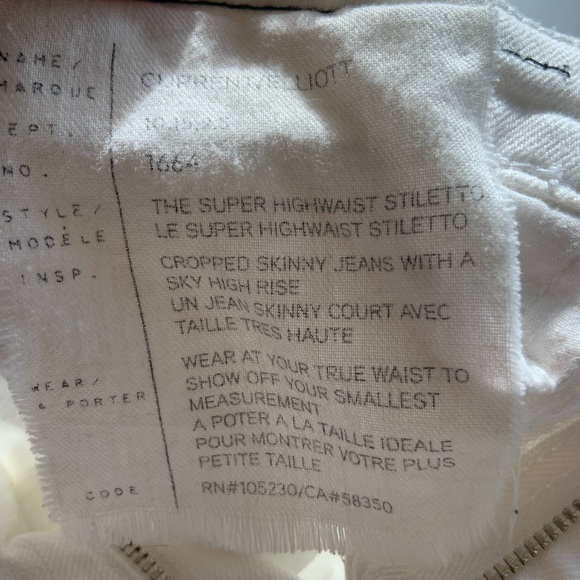 NAME/
MARQUE
CURRENT/ELLIOTT
EPT.
NO.
1664
STYLE/
MODÈLE
THE SUPER HIGHWAIST STILETTO
LE SUPER HIGHWAIST STILETTO
INSP.
CROPPED SKINNY JEANS WITH A
SKY HIGH RISE
UN JEAN SKINNY COURT AVEC
TAILLE TRES HAUTE
WEAR/
À PORTER
WEAR AT YOUR TRUE WAIST TO
SHOW OFF YOUR SMALLEST
MEASUREMENT
A POTER A LA TAILLE IDEALE
POUR MONTRER VOTRE PLUS
PETITE TAILLE
CODE
RN#105230/CA#58350